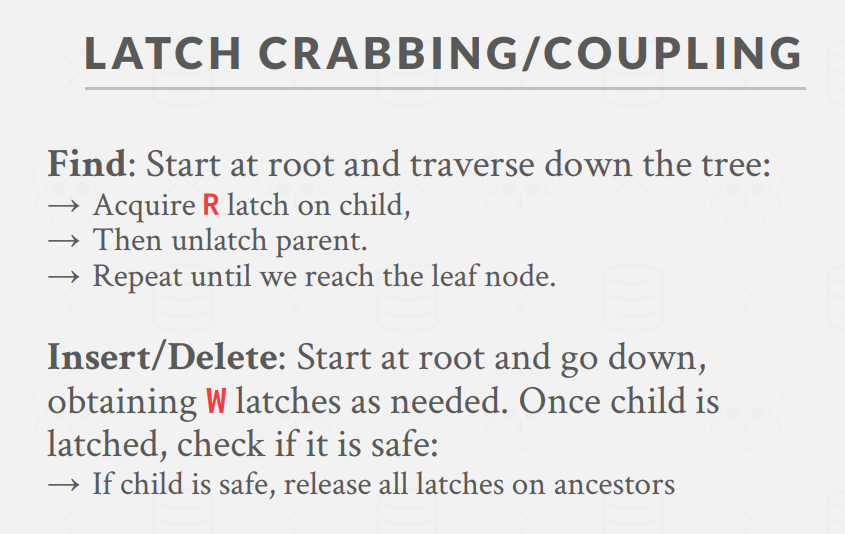 LATCH CRABBING/COUPLING
Find: Start at root and traverse down the tree:
→ Acquire R latch on child,
→ Then unlatch parent.
→ Repeat until we reach the leaf node.
Insert/Delete: Start at root and go down,
obtaining W latches as needed. Once child is
latched, check if it is safe:
→ If child is safe, release all latches on ancestors